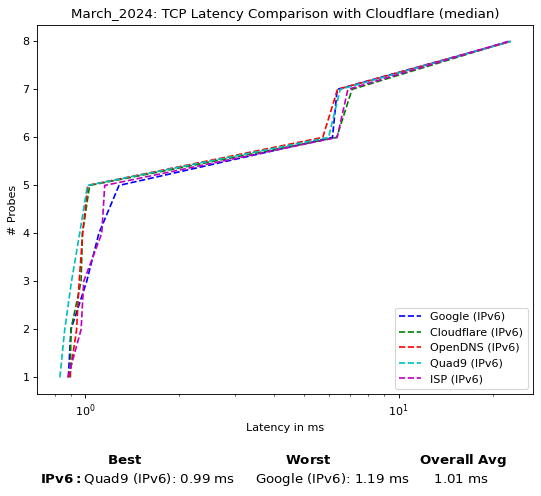 March_2024: TCP Latency Comparison with Cloudflare (median)
8
7
6
5
4
3
2
1
# Probes
Google (IPv6)
Cloudflare (IPv6)
OpenDNS (IPv6)
Quad9 (IPv6)
ISP (IPv6)
10⁰ 10¹
Latency in ms
Best Worst Overall Avg
IPv6: Quad9 (IPv6): 0.99 ms Google (IPv6): 1.19 ms 1.01 ms